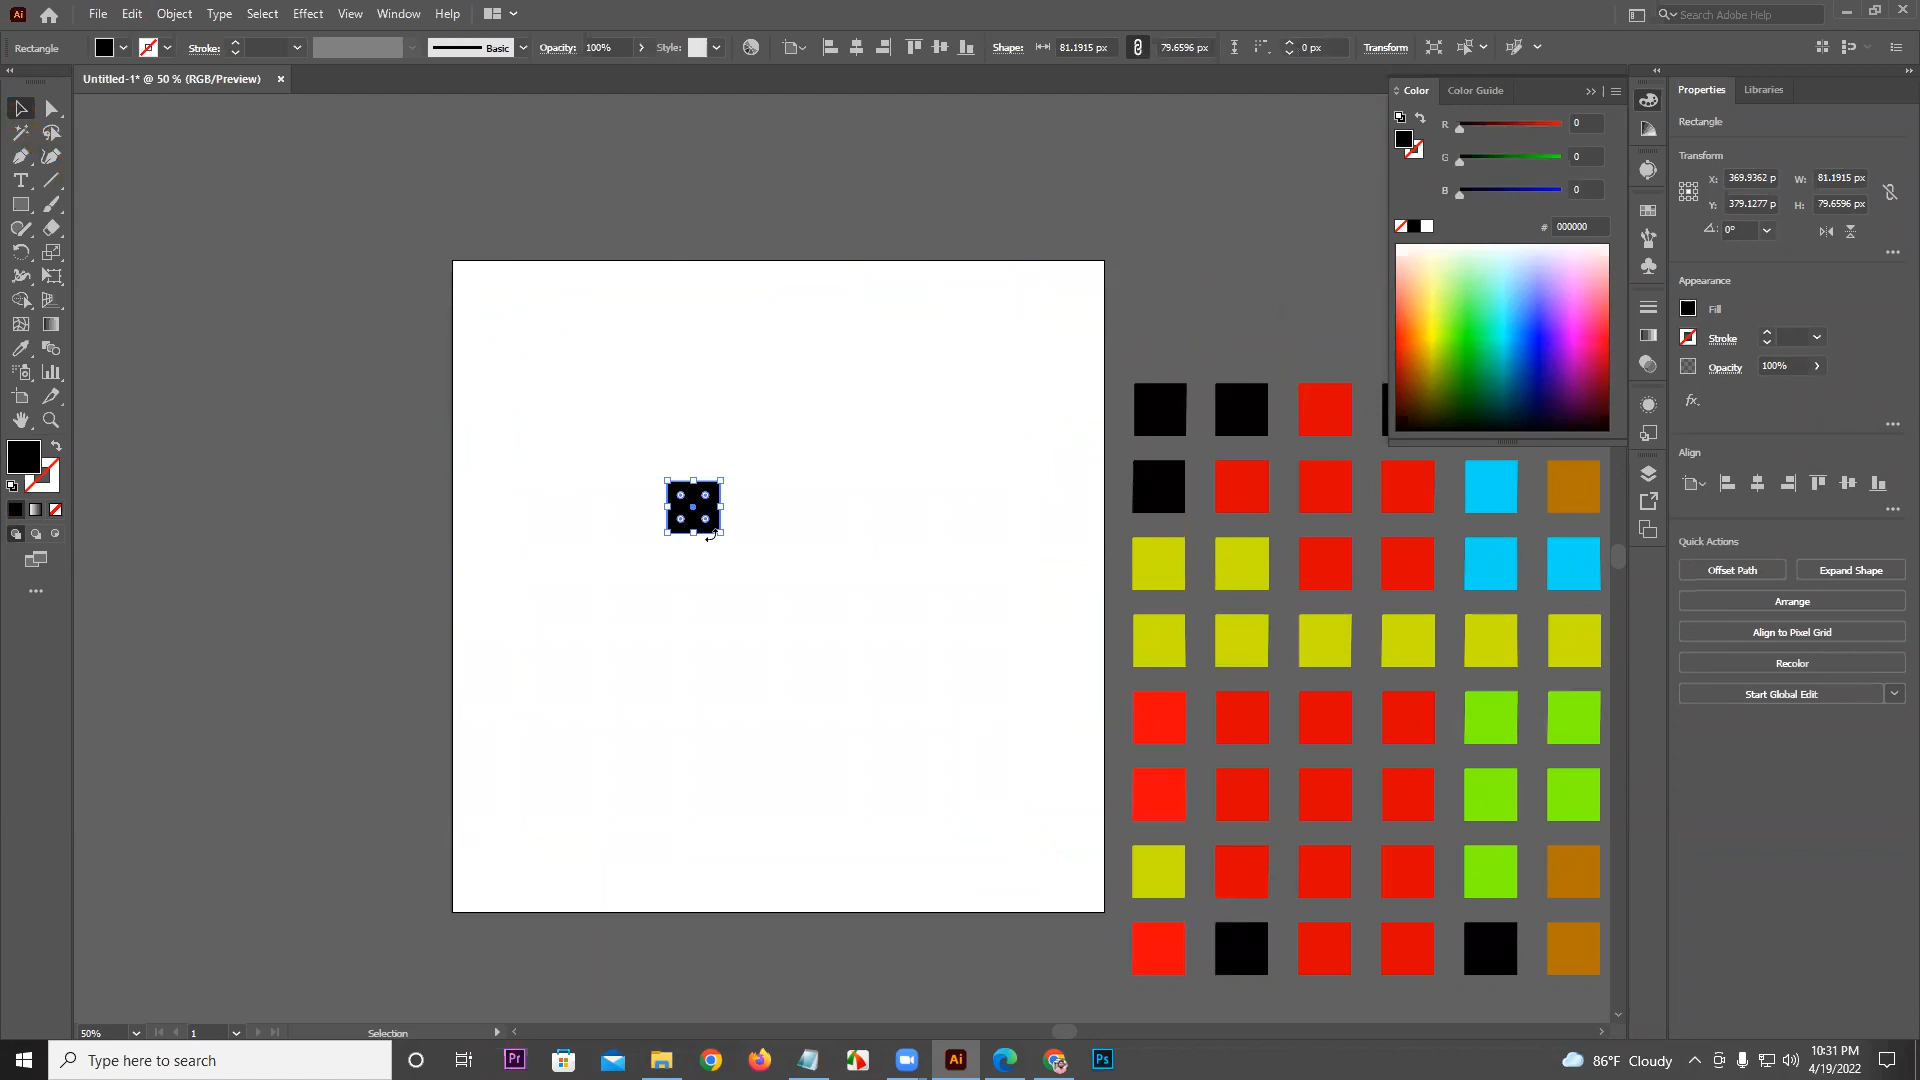 Ai File Edit Object Type Select Effect View Window Help Search Adobe Help
Rectangle Stroke: Basic Opacity: 100% Style: Shape: 81.1915 px 79.6596 px 0 px Transform
Untitled-1* @ 50 % (RGB/Preview) ×
Color Color Guide
R 0
G 0
B 0
# 000000
Properties Libraries
Rectangle
Transform
X: 369.9362 p W: 81.1915 px
Y: 379.1277 p H: 79.6596 px
0°
Appearance
Fill
Stroke
Opacity 100%
fx.
Align
Quick Actions
Offset Path Expand Shape
Arrange
Align to Pixel Grid
Recolor
Start Global Edit
50% 1 Selection
Type here to search Pr Ai Ps 86°F Cloudy 10:31 PM
4/19/2022